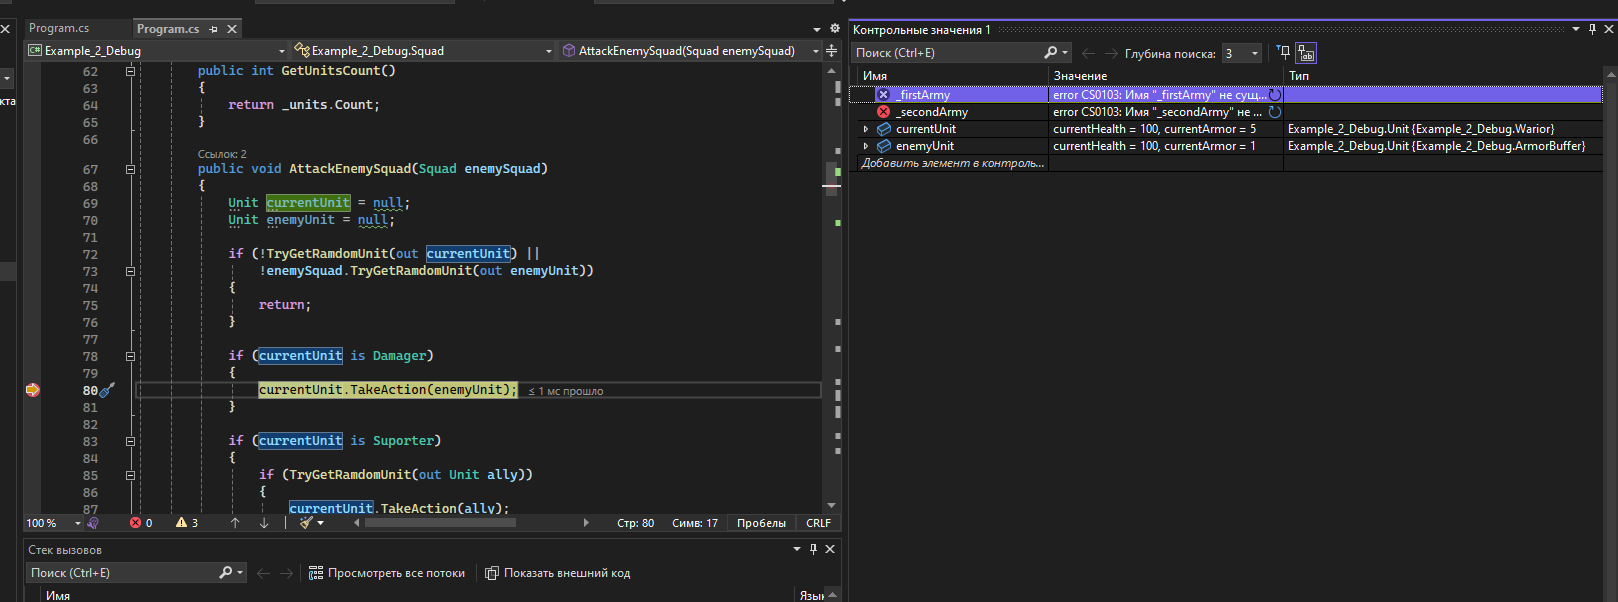 Program.cs
Program.cs
Example_2_Debug
Example_2_Debug.Squad
AttackEnemySquad(Squad enemySquad)
62 public int GetUnitsCount()
63 {
64 return _units.Count;
65 }
66
Ссылок: 2
67 public void AttackEnemySquad(Squad enemySquad)
68 {
69 Unit currentUnit = null;
70 Unit enemyUnit = null;
71
72 if (!TryGetRamdomUnit(out currentUnit) ||
73 !enemySquad.TryGetRamdomUnit(out enemyUnit))
74 {
75 return;
76 }
77
78 if (currentUnit is Damager)
79 {
80 currentUnit.TakeAction(enemyUnit); ≤ 1 мс прошло
81 }
82
83 if (currentUnit is Suporter)
84 {
85 if (TryGetRamdomUnit(out Unit ally))
86 {
87 currentUnit.TakeAction(ally);
100 % 0 3 Стр: 80 Симв: 17 Пробелы CRLF
Стек вызовов
Поиск (Ctrl+E) Просмотреть все потоки Показать внешний код
Имя Язык
Контрольные значения 1
Поиск (Ctrl+E) Глубина поиска: 3
Имя Значение Тип
_firstArmy error CS0103: Имя "_firstArmy" не сущ...
_secondArmy error CS0103: Имя "_secondArmy" не ...
currentUnit currentHealth = 100, currentArmor = 5 Example_2_Debug.Unit {Example_2_Debug.Warior}
enemyUnit currentHealth = 100, currentArmor = 1 Example_2_Debug.Unit {Example_2_Debug.ArmorBuffer}
Добавить элемент в контроль...